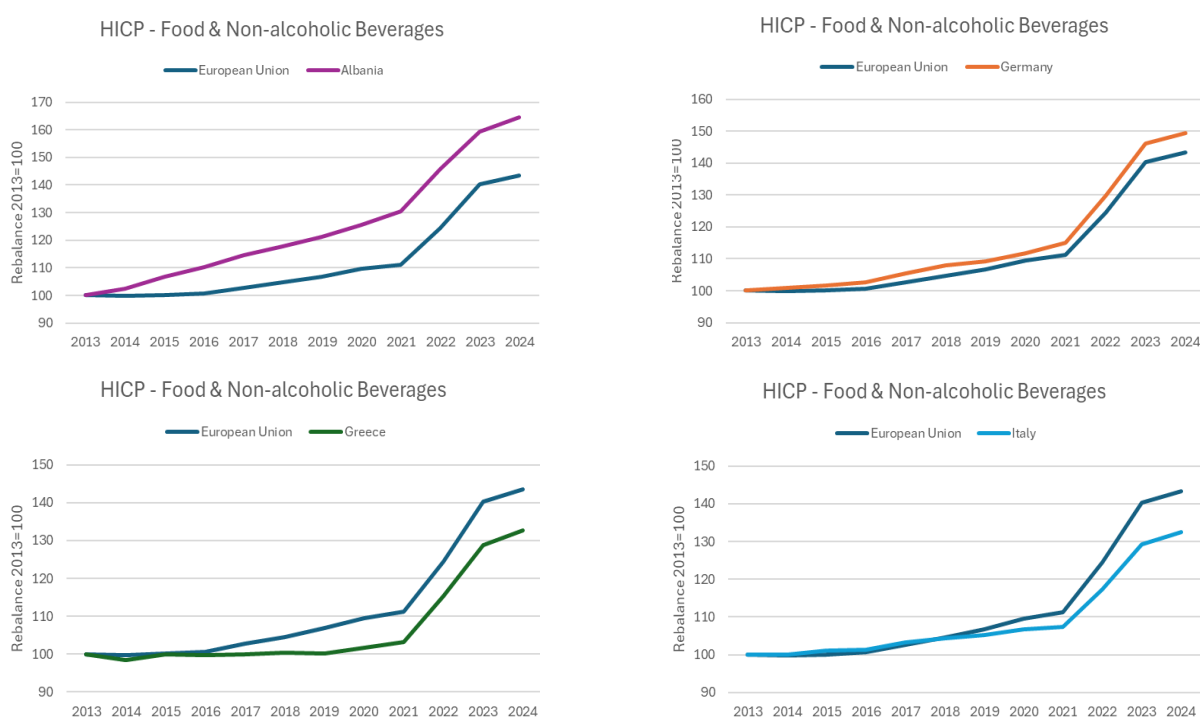 HICP - Food & Non-alcoholic Beverages
European Union Albania
Rebalance 2013=100
170
160
150
140
130
120
110
100
90
2013 2014 2015 2016 2017 2018 2019 2020 2021 2022 2023 2024
HICP - Food & Non-alcoholic Beverages
European Union Germany
Rebalance 2013=100
160
150
140
130
120
110
100
90
2013 2014 2015 2016 2017 2018 2019 2020 2021 2022 2023 2024
HICP - Food & Non-alcoholic Beverages
European Union Greece
Rebalance 2013=100
150
140
130
120
110
100
90
2013 2014 2015 2016 2017 2018 2019 2020 2021 2022 2023 2024
HICP - Food & Non-alcoholic Beverages
European Union Italy
Rebalance 2013=100
150
140
130
120
110
100
90
2013 2014 2015 2016 2017 2018 2019 2020 2021 2022 2023 2024